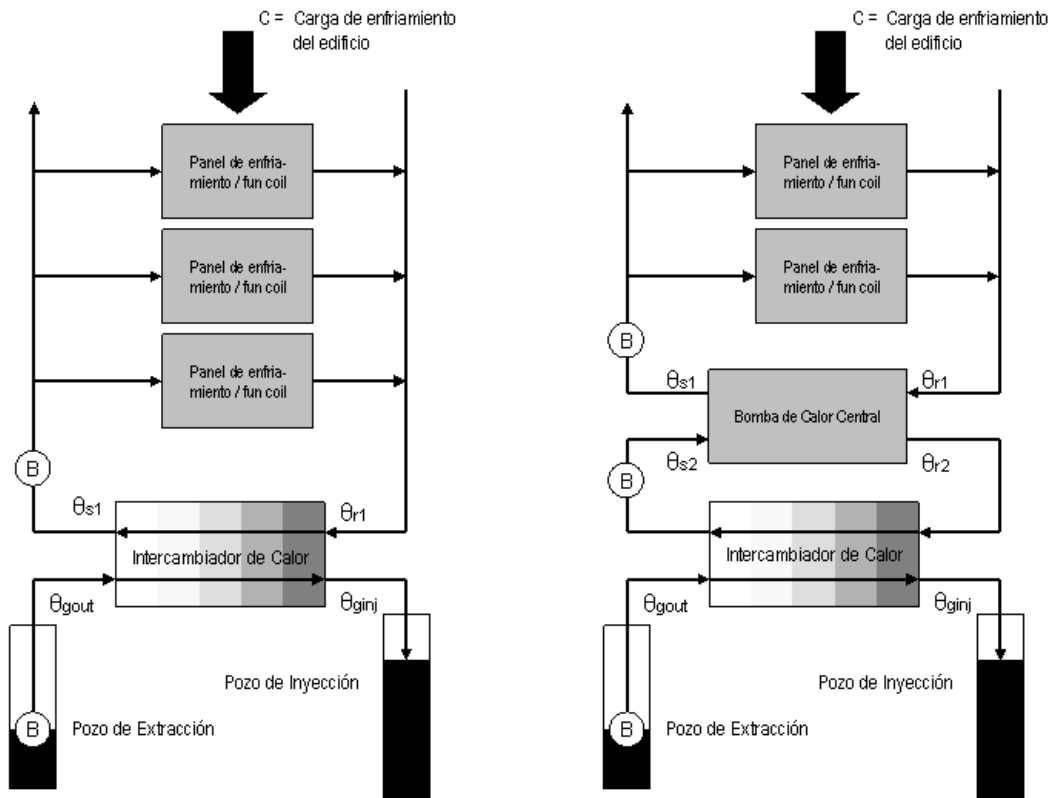 C = Carga de enfriamiento
del edificio
Panel de enfria-
miento / fun coil
Panel de enfria-
miento / fun coil
Panel de enfria-
miento / fun coil
B
θs1
θr1
Intercambiador de Calor
θgout
θginj
Pozo de Inyección
B
Pozo de Extracción
C = Carga de enfriamiento
del edificio
Panel de enfria-
miento / fun coil
Panel de enfria-
miento / fun coil
B
θs1
θr1
Bomba de Calor Central
θs2
θr2
B
Intercambiador de Calor
θgout
θginj
Pozo de Inyección
B
Pozo de Extracción